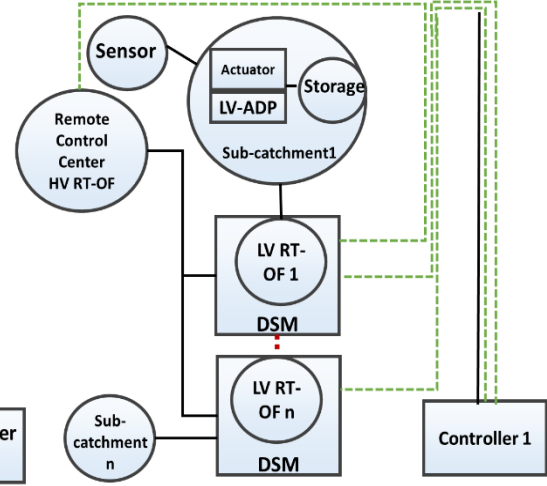 Sensor
Actuator
LV-ADP
Storage
Sub-catchment1
Remote
Control
Center
HV RT-OF
LV RT-
OF 1
DSM
LV RT-
OF n
DSM
Sub-
catchment
n
Controller 1